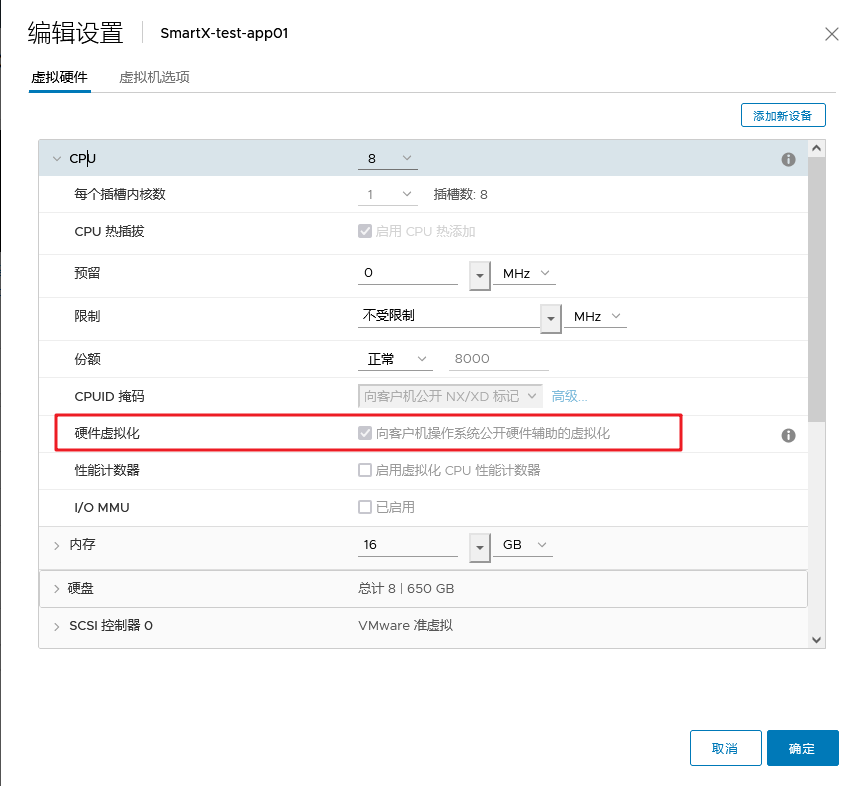 编辑设置 SmartX-test-app01
虚拟硬件 虚拟机选项
添加新设备
CPU 8
每个插槽内核数 1 插槽数: 8
CPU 热插拔 启用 CPU 热添加
预留 0 MHz
限制 不受限制 MHz
份额 正常 8000
CPUID 掩码 向客户机公开 NX/XD 标记 高级...
硬件虚拟化 向客户机操作系统公开硬件辅助的虚拟化
性能计数器 启用虚拟化 CPU 性能计数器
I/O MMU 已启用
内存 16 GB
硬盘 总计 8 | 650 GB
SCSI 控制器 0 VMware 准虚拟
取消 确定